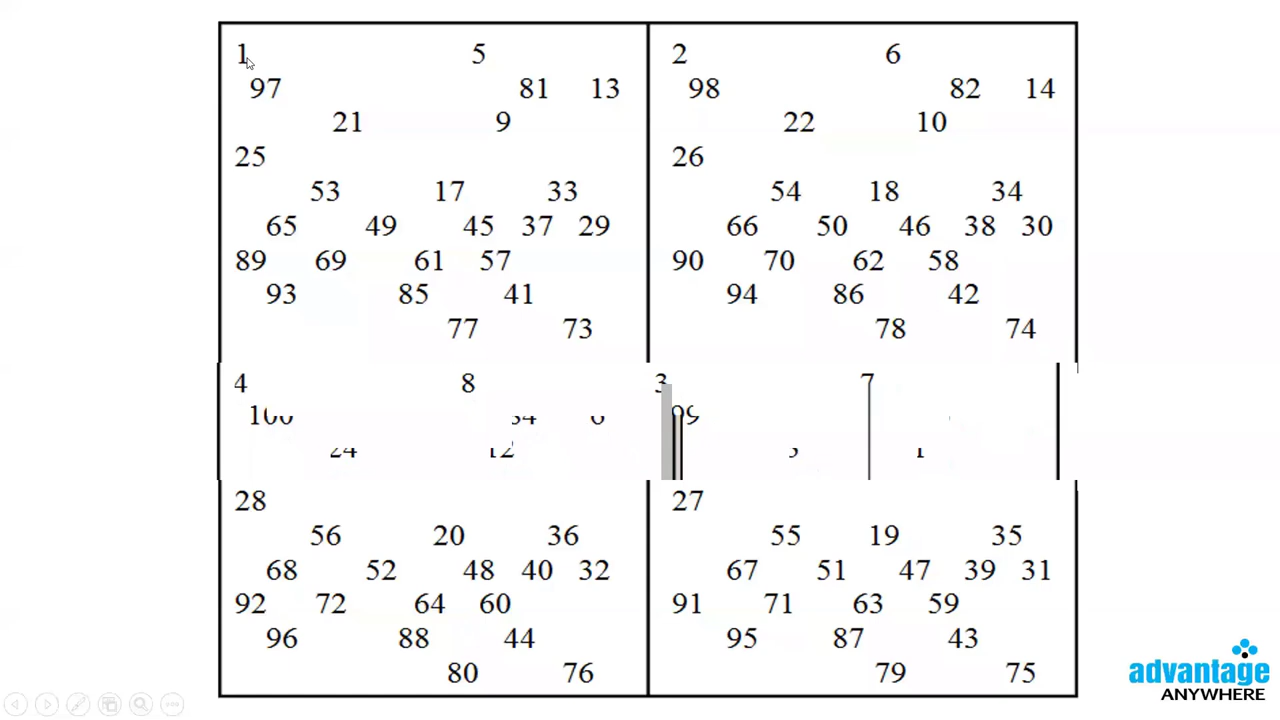 1 5 2 6
97 81 13 98 82 14
21 9 22 10
25 26
53 17 33 54 18 34
65 49 45 37 29 66 50 46 38 30
89 69 61 57 90 70 62 58
93 85 41 94 86 42
77 73 78 74
4 8 3 7
100
24 12
28 27
56 20 36 55 19 35
68 52 48 40 32 67 51 47 39 31
92 72 64 60 91 71 63 59
96 88 44 95 87 43
80 76 79 75
advantage
ANYWHERE